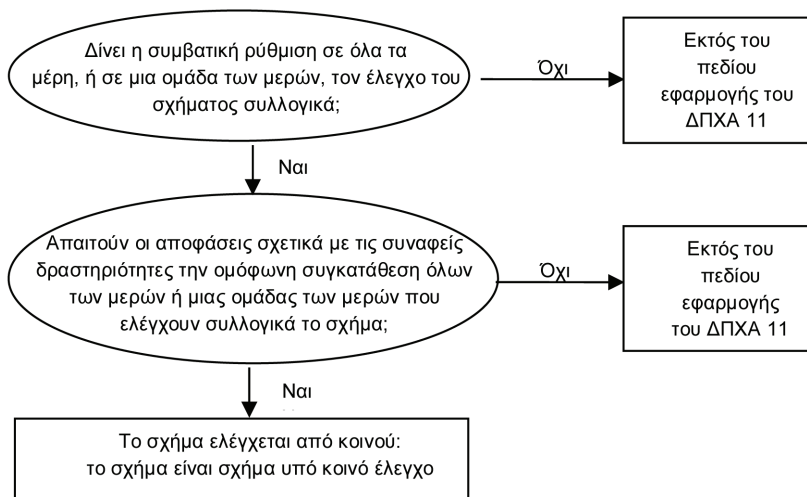 Δίνει η συμβατική ρύθμιση σε όλα τα
μέρη, ή σε μια ομάδα των μερών, τον έλεγχο του
σχήματος συλλογικά;
Όχι
Εκτός του
πεδίου
εφαρμογής του
ΔΠΧΑ 11
Ναι
Απαιτούν οι αποφάσεις σχετικά με τις συναφείς
δραστηριότητες την ομόφωνη συγκατάθεση όλων
των μερών ή μιας ομάδας των μερών που
ελέγχουν συλλογικά το σχήμα;
Όχι
Εκτός του
πεδίου
εφαρμογής
του ΔΠΧΑ 11
Ναι
Το σχήμα ελέγχεται από κοινού:
το σχήμα είναι σχήμα υπό κοινό έλεγχο